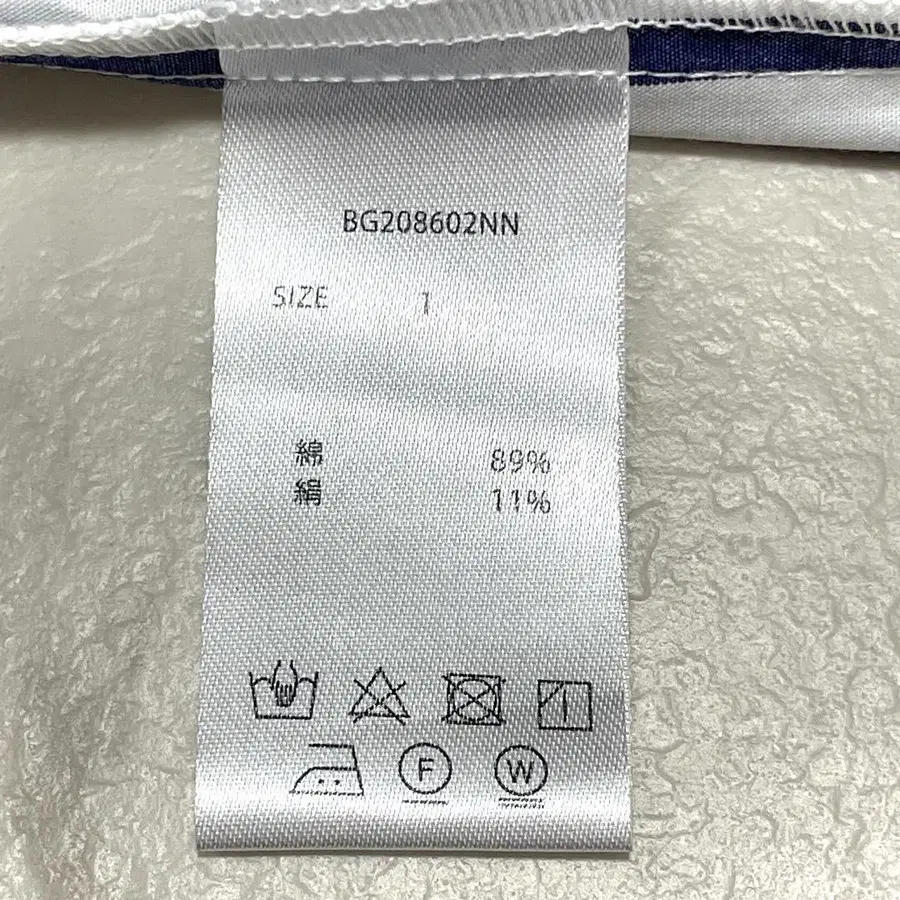 BG208602NN
SIZE 1
綿 89%
絹 11%
F W